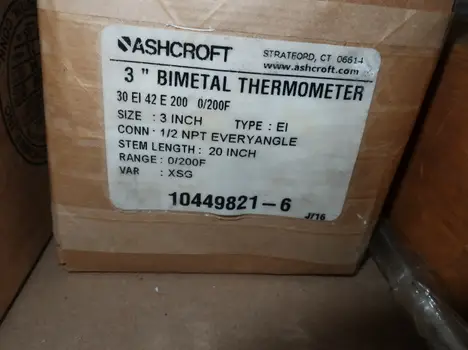 ASHCROFT
STRATFORD, CT 06614
www.ashcroft.com
3 " BIMETAL THERMOMETER
30 EI 42 E 200 0/200F
SIZE : 3 INCH TYPE : EI
CONN : 1/2 NPT EVERYANGLE
STEM LENGTH : 20 INCH
RANGE : 0/200F
VAR : XSG
10449821-6
J716